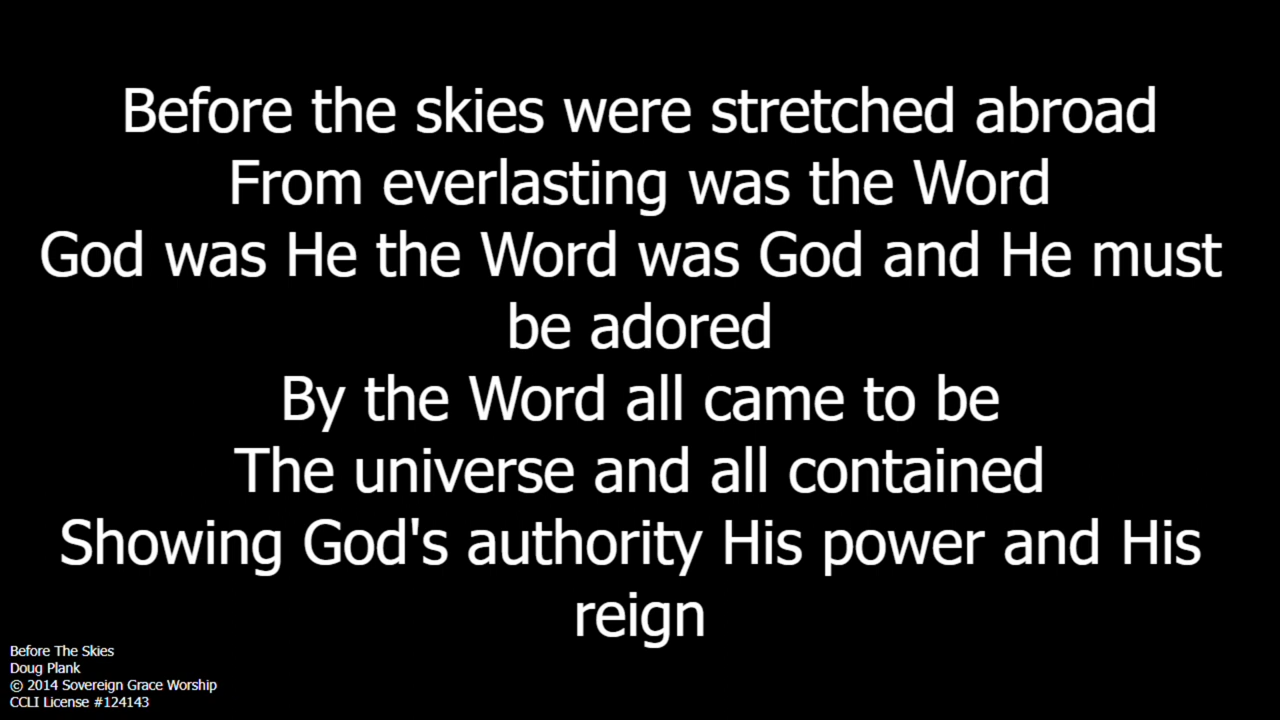 Before the skies were stretched abroad
From everlasting was the Word
God was He the Word was God and He must
be adored
By the Word all came to be
The universe and all contained
Showing God's authority His power and His
reign
Before The Skies
Doug Plank
© 2014 Sovereign Grace Worship
CCLI License #124143